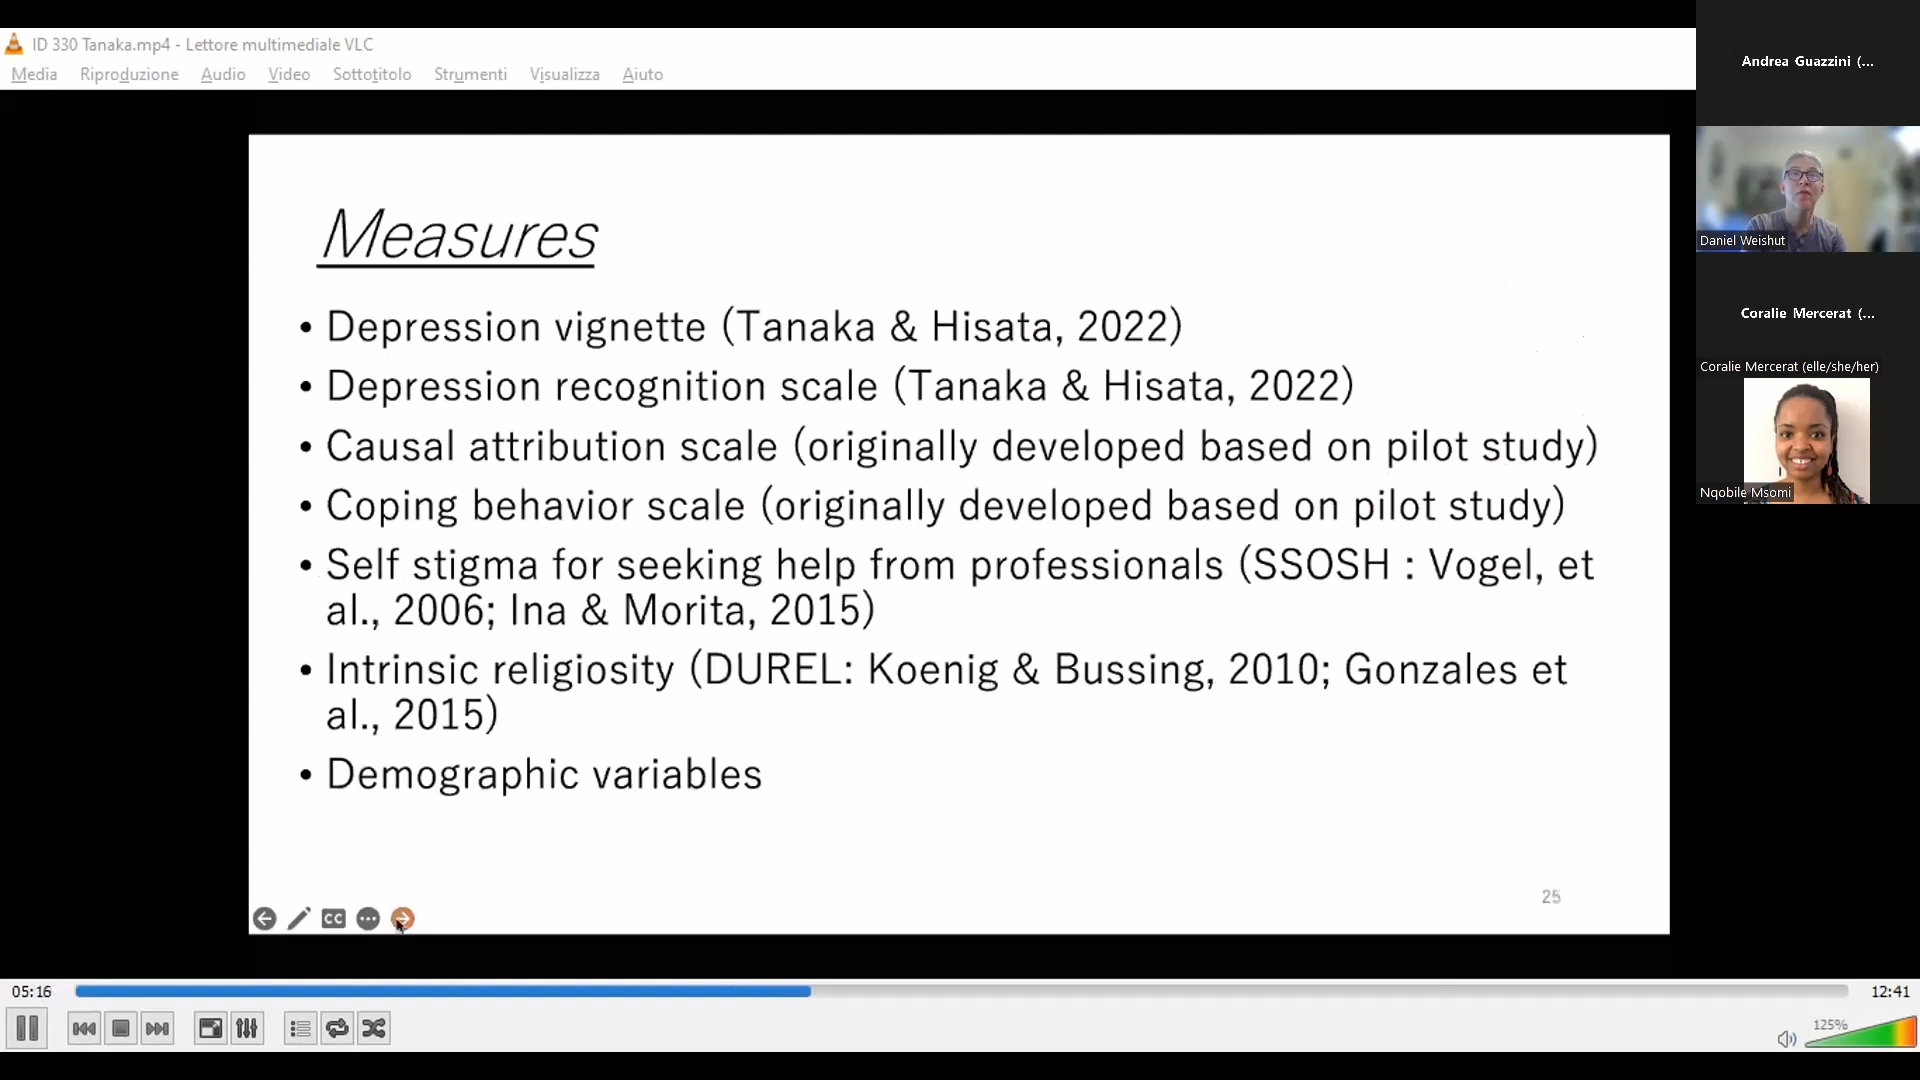 ID 330 Tanaka.mp4 - Lettore multimediale VLC
Media Riproduzione Audio Video Sottotitolo Strumenti Visualizza Aiuto
Measures
• Depression vignette (Tanaka & Hisata, 2022)
• Depression recognition scale (Tanaka & Hisata, 2022)
• Causal attribution scale (originally developed based on pilot study)
• Coping behavior scale (originally developed based on pilot study)
• Self stigma for seeking help from professionals (SSOSH : Vogel, et
al., 2006; Ina & Morita, 2015)
• Intrinsic religiosity (DUREL: Koenig & Bussing, 2010; Gonzales et
al., 2015)
• Demographic variables
25
CC
05:16
12:41
125%
Andrea Guazzini (...
Daniel Weishut
Coralie Mercerat (...
Coralie Mercerat (elle/she/her)
Nqobile Msomi